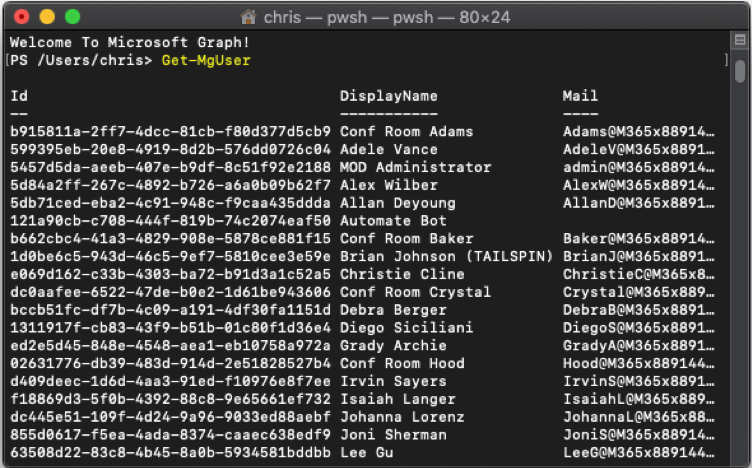 chris — pwsh — pwsh — 80×24
Welcome To Microsoft Graph!
[PS /Users/chris> Get-MgUser ]
Id DisplayName Mail
-- ----------- ----
b915811a-2ff7-4dcc-81cb-f80d377d5cb9 Conf Room Adams Adams@M365x88914…
599395eb-20e8-4919-8d2b-576dd0726c04 Adele Vance AdeleV@M365x8891…
5457d5da-aeeb-407e-b9df-8c51f92e2188 MOD Administrator admin@M365x88914…
5d84a2ff-267c-4892-b726-a6a0b09b62f7 Alex Wilber AlexW@M365x88914…
5db71ced-eba2-4c91-948c-f9caa435ddda Allan Deyoung AllanD@M365x8891…
121a90cb-c708-444f-819b-74c2074eaf50 Automate Bot
b662cbc4-41a3-4829-908e-5878ce881f15 Conf Room Baker Baker@M365x88914…
1d0be6c5-943d-46c5-9ef7-5810cee3e59e Brian Johnson (TAILSPIN) BrianJ@M365x8891…
e069d162-c33b-4303-ba72-b91d3a1c52a5 Christie Cline ChristieC@M365x8…
dc0aafee-6522-47de-b0e2-1d61be943606 Conf Room Crystal Crystal@M365x889…
bccb51fc-df7b-4c09-a191-4df30fa1151d Debra Berger DebraB@M365x8891…
1311917f-cb83-43f9-b51b-01c80f1d36e4 Diego Siciliani DiegoS@M365x8891…
ed2e5d45-848e-4548-aea1-eb10758a972a Grady Archie GradyA@M365x8891…
02631776-db39-483d-914d-2e51828527b4 Conf Room Hood Hood@M365x889144…
d409deec-1d6d-4aa3-91ed-f10976e8f7ee Irvin Sayers IrvinS@M365x8891…
f18869d3-5f0b-4392-88c8-9e65661ef732 Isaiah Langer IsaiahL@M365x889…
dc445e51-109f-4d24-9a96-9033ed88aebf Johanna Lorenz JohannaL@M365x88…
855d0617-f5ea-4ada-8374-caaec638edf9 Joni Sherman JoniS@M365x88914…
63508d22-83c8-4b45-8a0b-5934581bddbb Lee Gu LeeG@M365x889144…